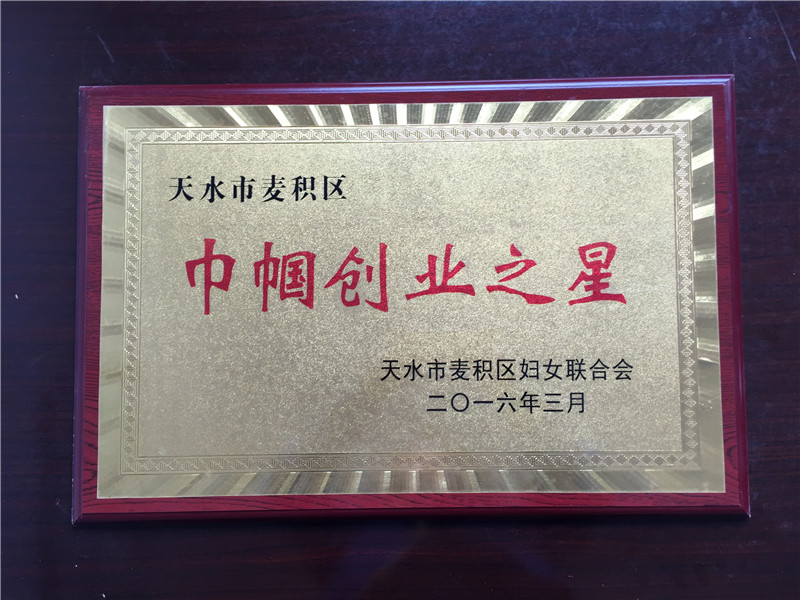 天水市麦积区
巾帼创业之星
天水市麦积区妇女联合会
二〇一六年三月